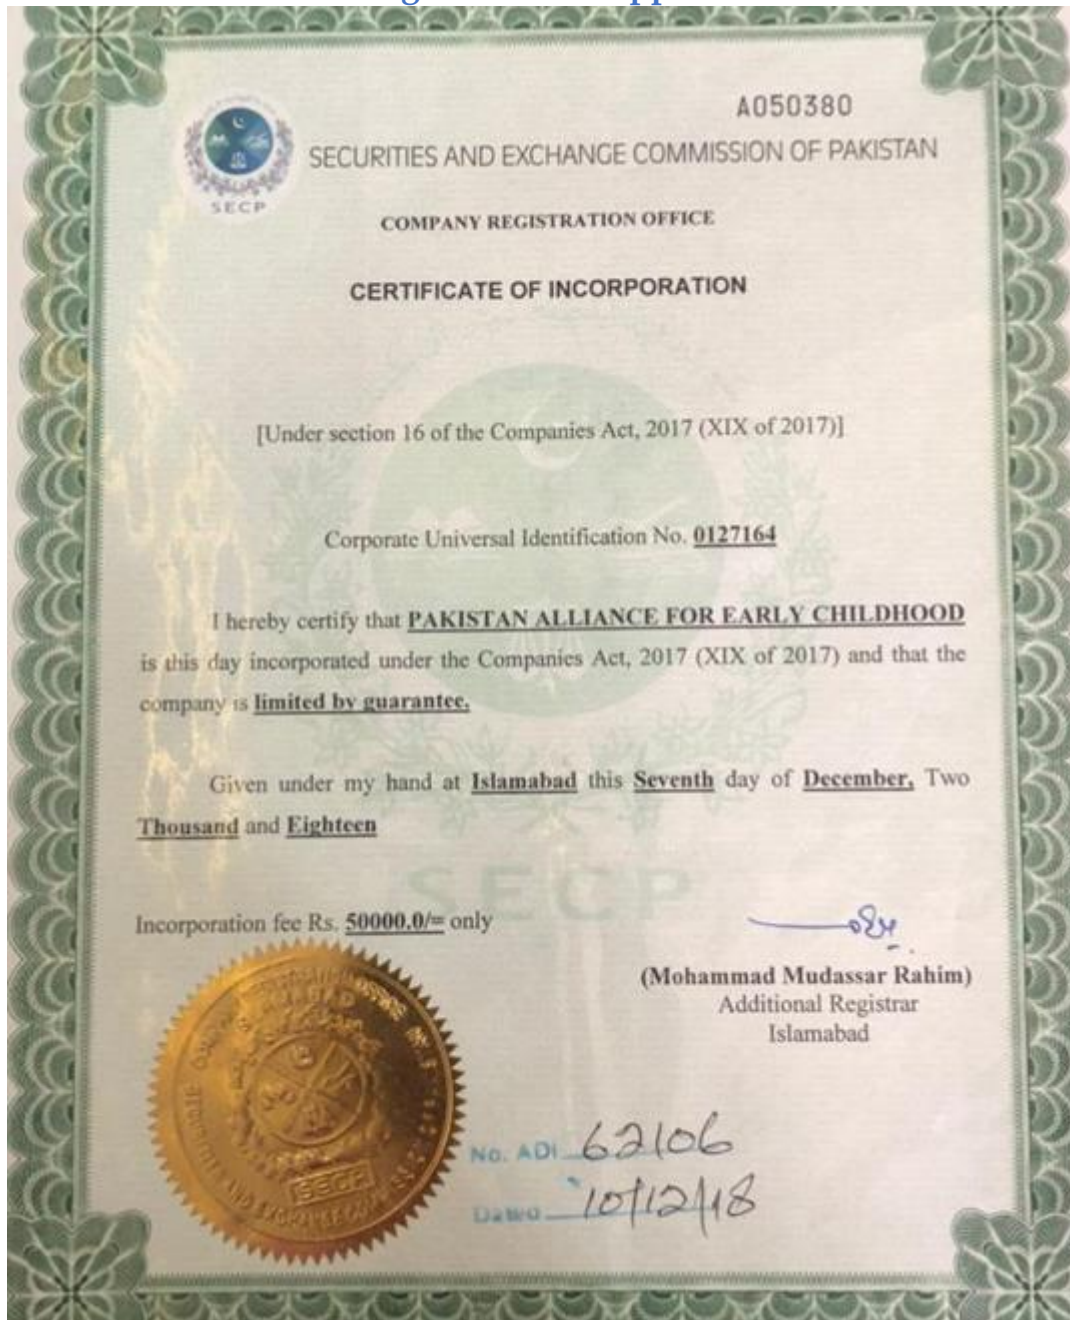 A050380
SECURITIES AND EXCHANGE COMMISSION OF PAKISTAN
SECP
COMPANY REGISTRATION OFFICE
CERTIFICATE OF INCORPORATION
[Under section 16 of the Companies Act, 2017 (XIX of 2017)]
Corporate Universal Identification No. 0127164
I hereby certify that PAKISTAN ALLIANCE FOR EARLY CHILDHOOD
is this day incorporated under the Companies Act, 2017 (XIX of 2017) and that the
company is limited by guarantee.
Given under my hand at Islamabad this Seventh day of December, Two
Thousand and Eighteen
SECP
Incorporation fee Rs. 50000.0/= only
(Mohammad Mudassar Rahim)
Additional Registrar
Islamabad
SECP
No. ADI 62106
Dated 10/12/18